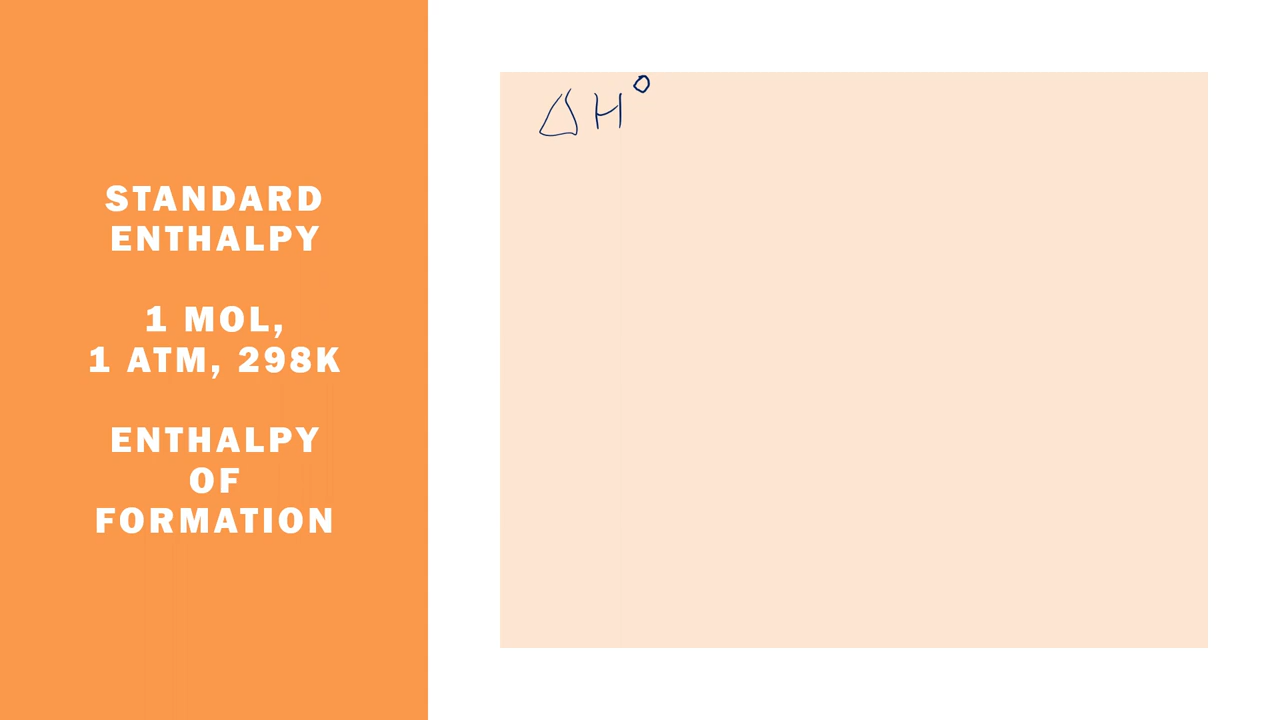 STANDARD
ENTHALPY
1 MOL,
1 ATM, 298K
ENTHALPY
OF
FORMATION
ΔH°